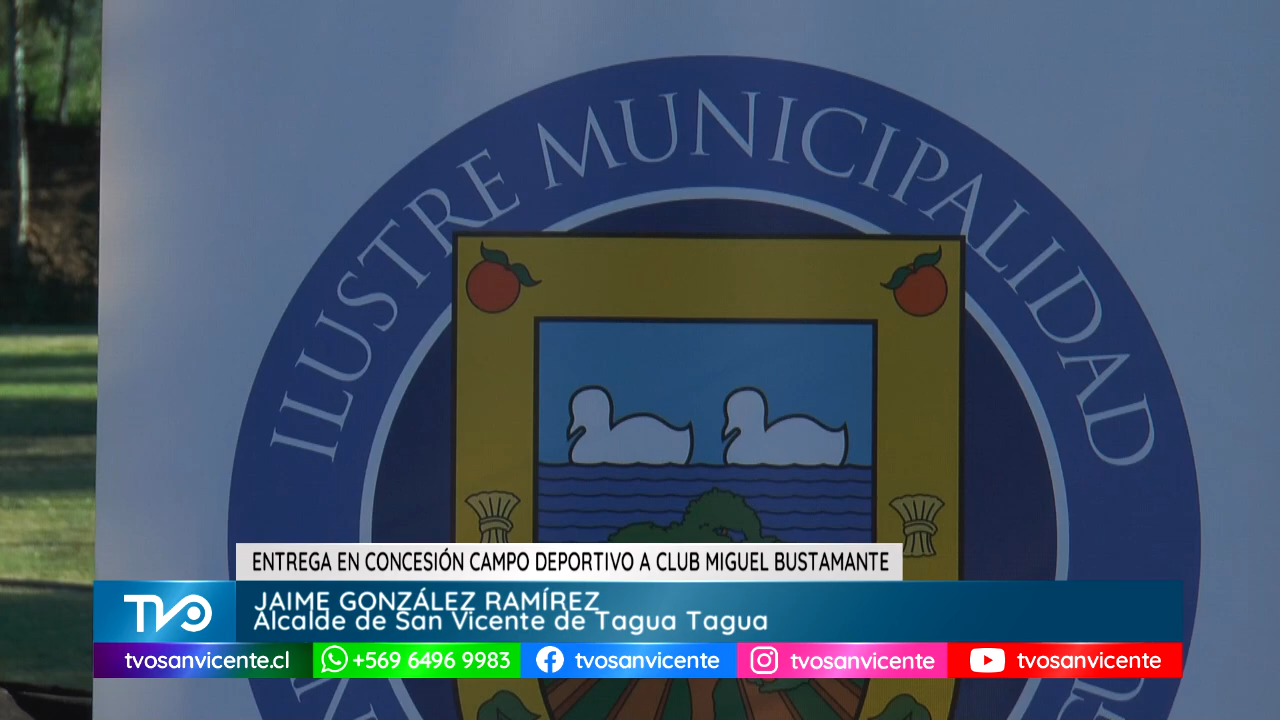 ILUSTRE MUNICIPALIDAD
ENTREGA EN CONCESIÓN CAMPO DEPORTIVO A CLUB MIGUEL BUSTAMANTE
TVO
JAIME GONZÁLEZ RAMÍREZ
Alcalde de San Vicente de Tagua Tagua
tvosanvicente.cl
+569 6496 9983
tvosanvicente
tvosanvicente
tvosanvicente